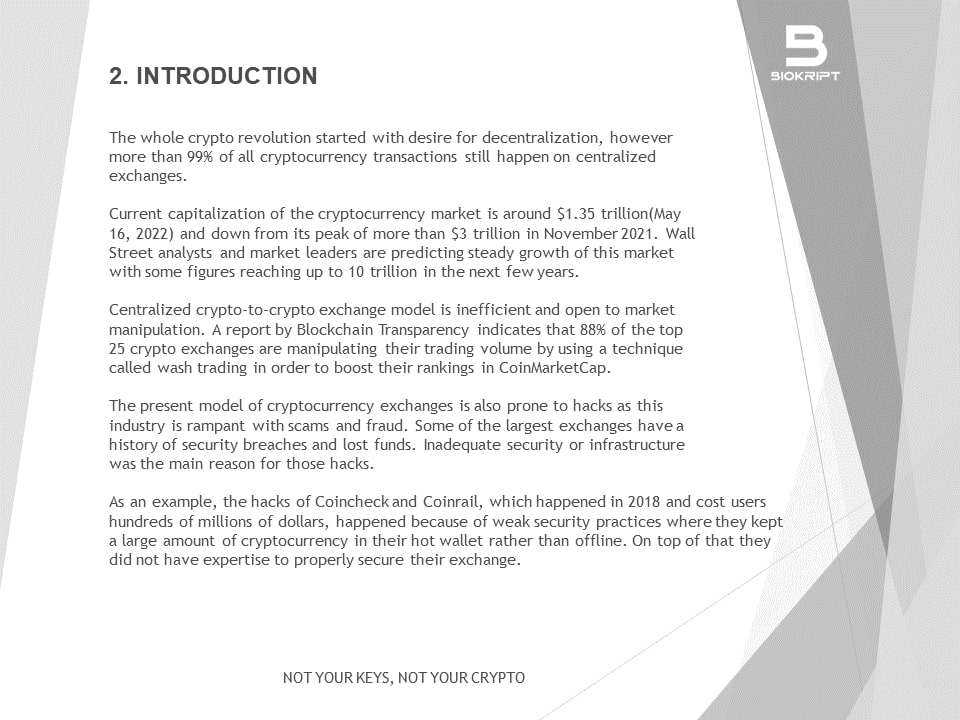 BIOKRIPT
2. INTRODUCTION
The whole crypto revolution started with desire for decentralization, however
more than 99% of all cryptocurrency transactions still happen on centralized
exchanges.
Current capitalization of the cryptocurrency market is around $1.35 trillion(May
16, 2022) and down from its peak of more than $3 trillion in November 2021. Wall
Street analysts and market leaders are predicting steady growth of this market
with some figures reaching up to 10 trillion in the next few years.
Centralized crypto-to-crypto exchange model is inefficient and open to market
manipulation. A report by Blockchain Transparency indicates that 88% of the top
25 crypto exchanges are manipulating their trading volume by using a technique
called wash trading in order to boost their rankings in CoinMarketCap.
The present model of cryptocurrency exchanges is also prone to hacks as this
industry is rampant with scams and fraud. Some of the largest exchanges have a
history of security breaches and lost funds. Inadequate security or infrastructure
was the main reason for those hacks.
As an example, the hacks of Coincheck and Coinrail, which happened in 2018 and cost users
hundreds of millions of dollars, happened because of weak security practices where they kept
a large amount of cryptocurrency in their hot wallet rather than offline. On top of that they
did not have expertise to properly secure their exchange.
NOT YOUR KEYS, NOT YOUR CRYPTO